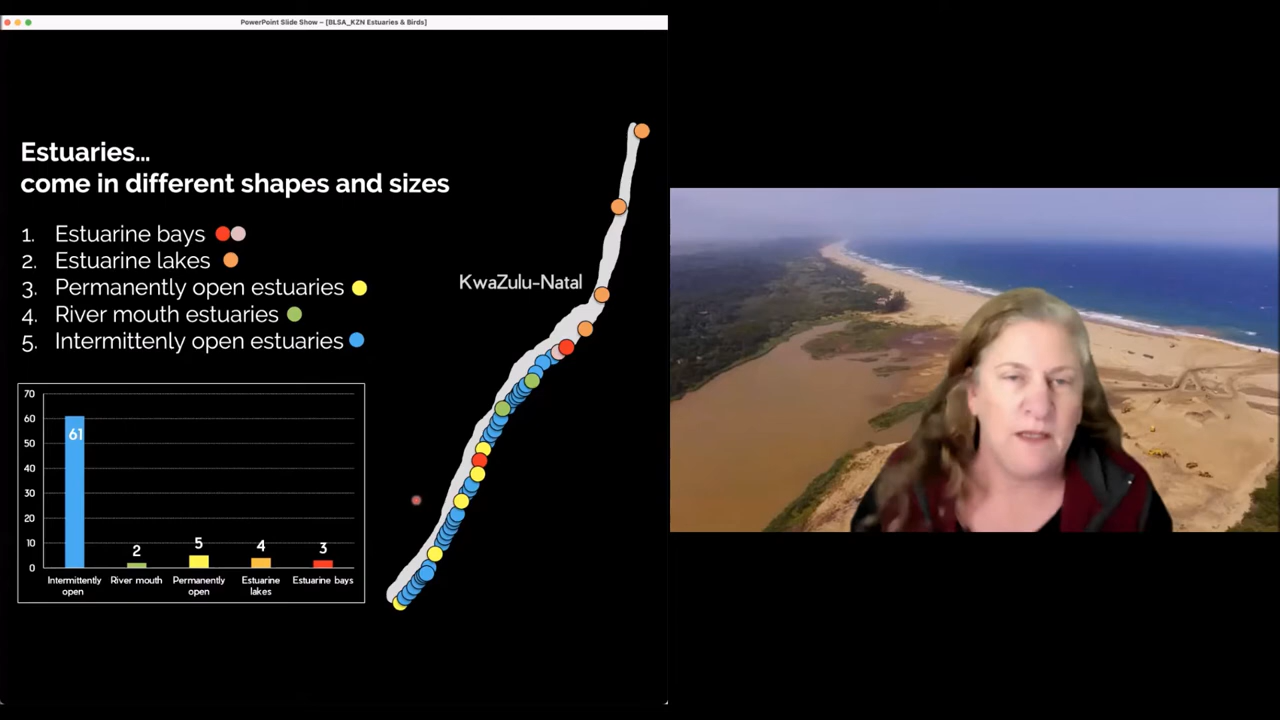 PowerPoint Slide Show – [BLSA_KZN Estuaries & Birds]
Estuaries...
come in different shapes and sizes
1. Estuarine bays
2. Estuarine lakes
3. Permanently open estuaries
4. River mouth estuaries
5. Intermittenly open estuaries
KwaZulu-Natal
70
60
50
40
30
20
10
0
61
2
5
4
3
Intermittently
open
River mouth
Permanently
open
Estuarine
lakes
Estuarine bays